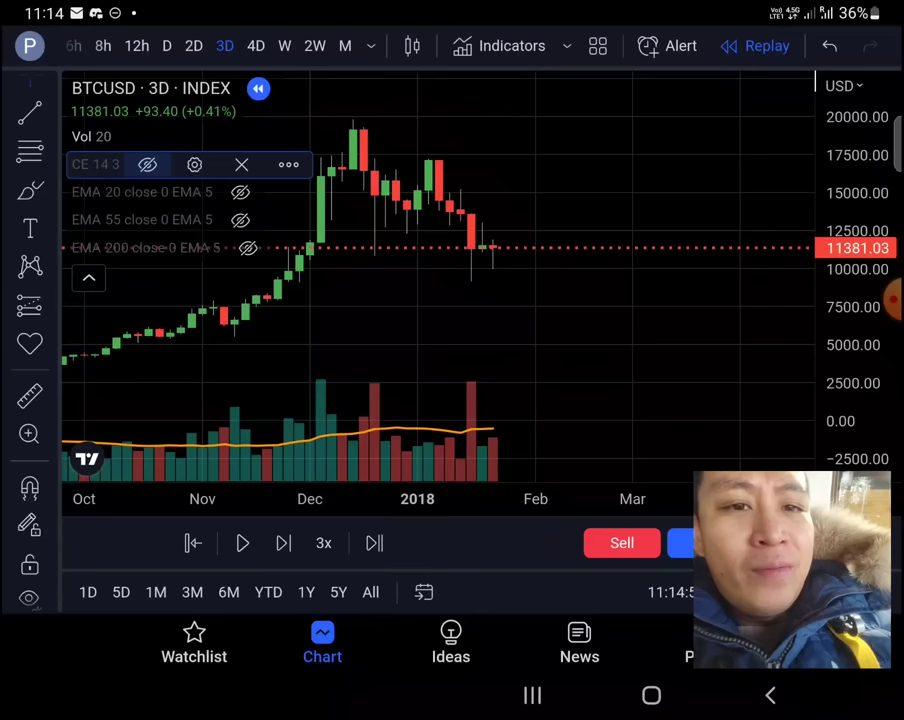 11:14
Vo) 4.5G LTE1 R 36%
P 6h 8h 12h D 2D 3D 4D W 2W M Indicators Alert Replay
BTCUSD · 3D · INDEX
USD
11381.03 +93.40 (+0.41%)
Vol 20
CE 14 3
EMA 20 close 0 EMA 5
EMA 55 close 0 EMA 5
EMA 200 close 0 EMA 5
20000.00
17500.00
15000.00
12500.00
11381.03
10000.00
7500.00
5000.00
2500.00
0.00
−2500.00
Oct Nov Dec 2018 Feb Mar
3x Sell
1D 5D 1M 3M 6M YTD 1Y 5Y All 11:14:5
Watchlist Chart Ideas News P